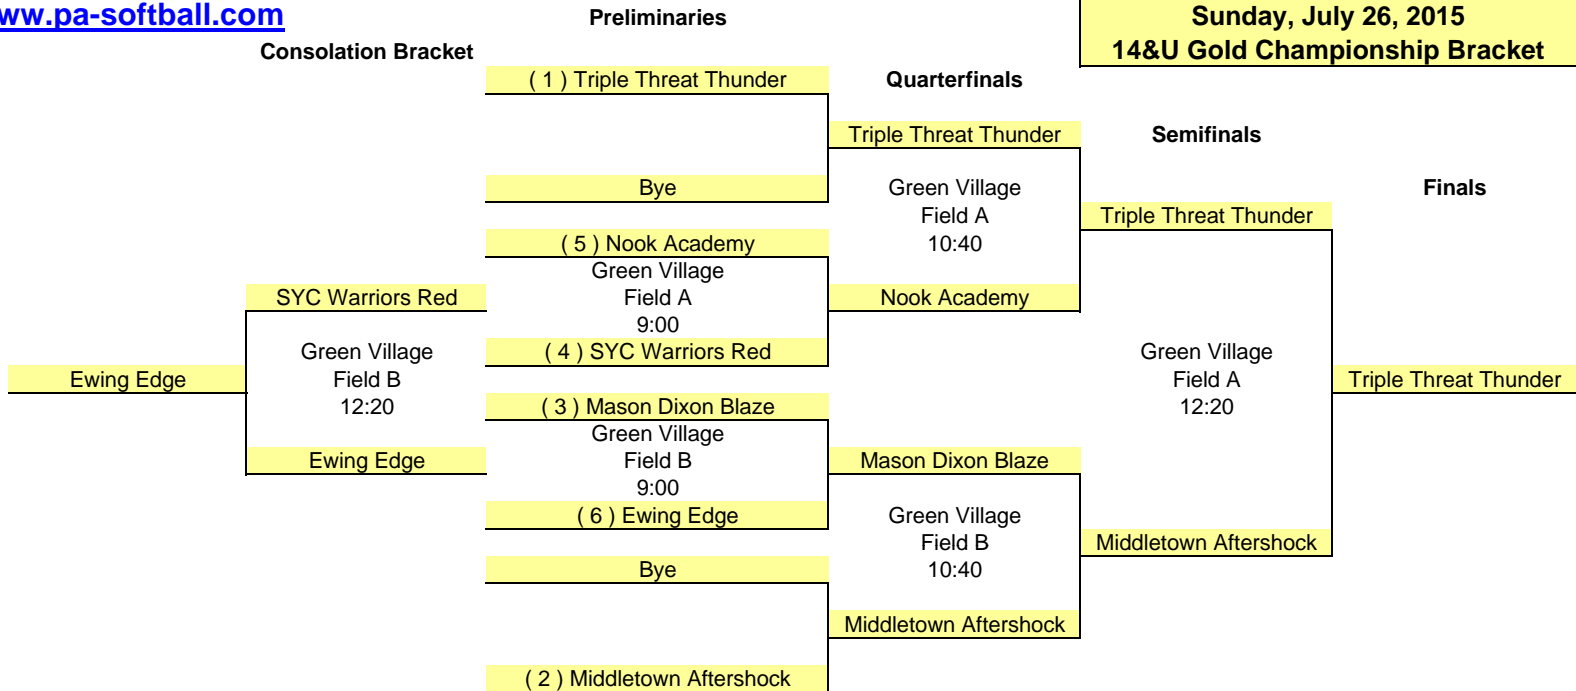 ww.pa-softball.com
Preliminaries
Sunday, July 26, 2015
Consolation Bracket
14&U Gold Championship Bracket
( 1 ) Triple Threat Thunder
Quarterfinals
Triple Threat Thunder
Semifinals
Bye
Green Village
Finals
Field A
Triple Threat Thunder
( 5 ) Nook Academy
10:40
Green Village
SYC Warriors Red
Field A
Nook Academy
9:00
Green Village
( 4 ) SYC Warriors Red
Green Village
Ewing Edge
Field B
Field A
Triple Threat Thunder
12:20
( 3 ) Mason Dixon Blaze
12:20
Green Village
Ewing Edge
Field B
Mason Dixon Blaze
9:00
( 6 ) Ewing Edge
Green Village
Field B
Middletown Aftershock
Bye
10:40
Middletown Aftershock
( 2 ) Middletown Aftershock